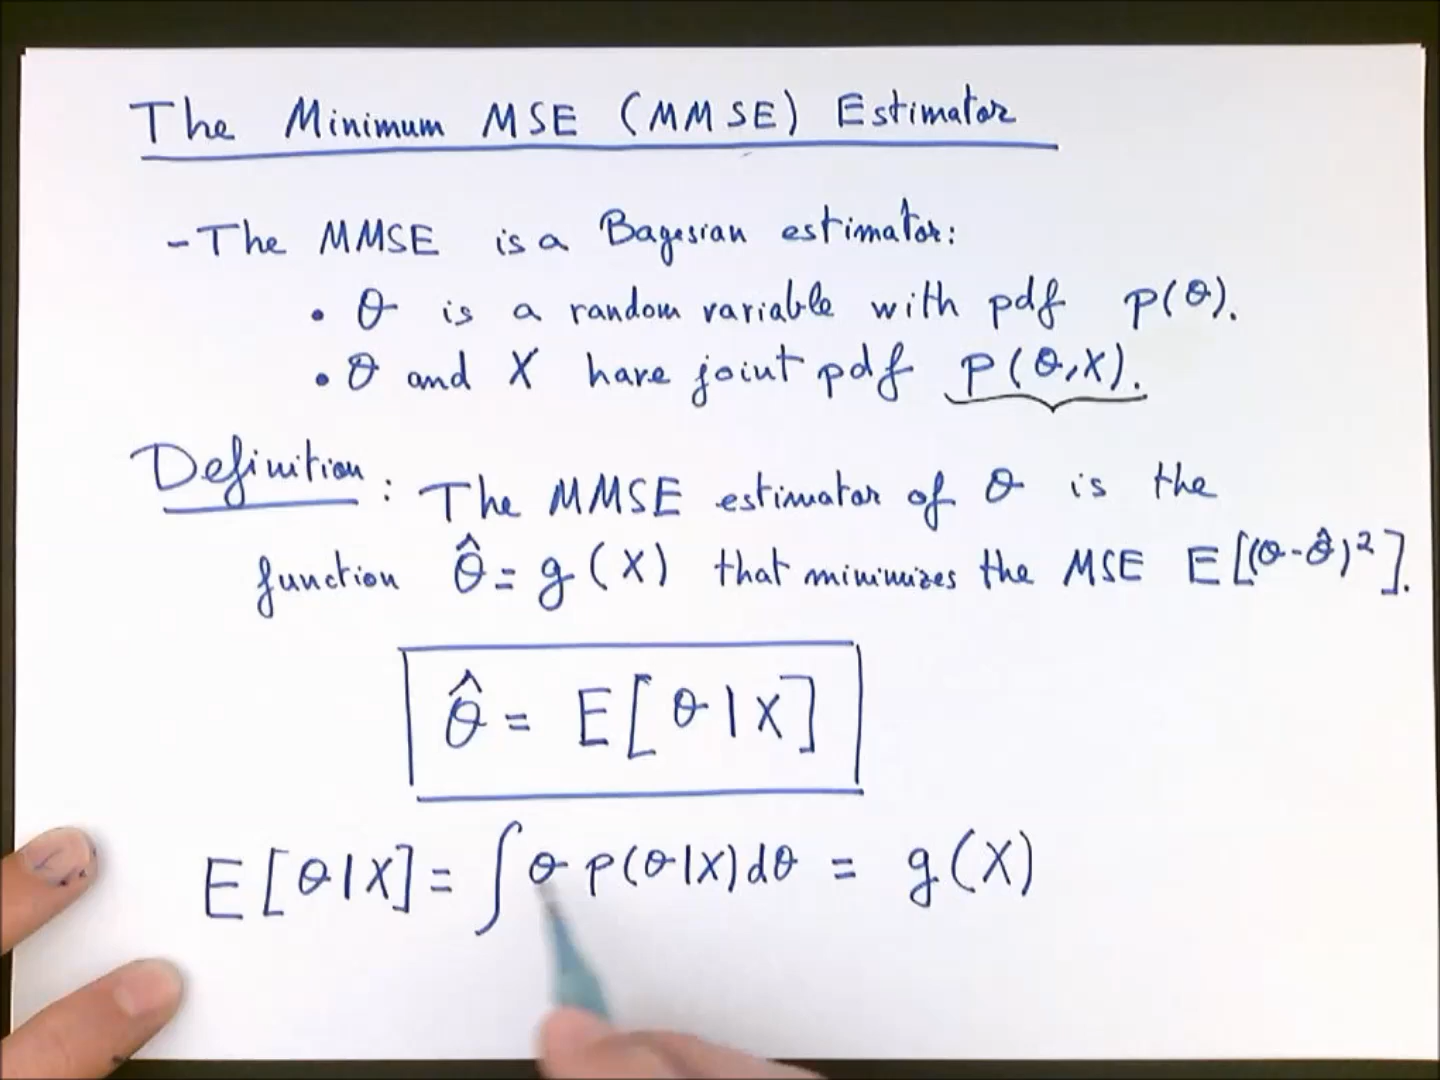 The Minimum MSE (MMSE) Estimator
- The MMSE is a Bayesian estimator:
• θ is a random variable with pdf p(θ).
• θ and X have joint pdf p(θ,X).
Definition: The MMSE estimator of θ is the
function θ̂ = g(X) that minimizes the MSE E[(θ-θ̂)²].
θ̂ = E[θ|X]
E[θ|X] = ∫θ p(θ|X)dθ = g(X)